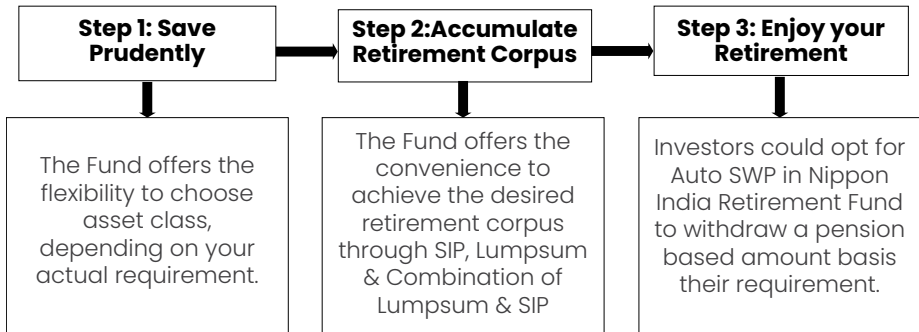 Step 1: Save
Prudently
Step 2:Accumulate
Retirement Corpus
Step 3: Enjoy your
Retirement
The Fund offers the
flexibility to choose
asset class,
depending on your
actual requirement.
The Fund offers the
convenience to
achieve the desired
retirement corpus
through SIP, Lumpsum
& Combination of
Lumpsum & SIP
Investors could opt for
Auto SWP in Nippon
India Retirement Fund
to withdraw a pension
based amount basis
their requirement.